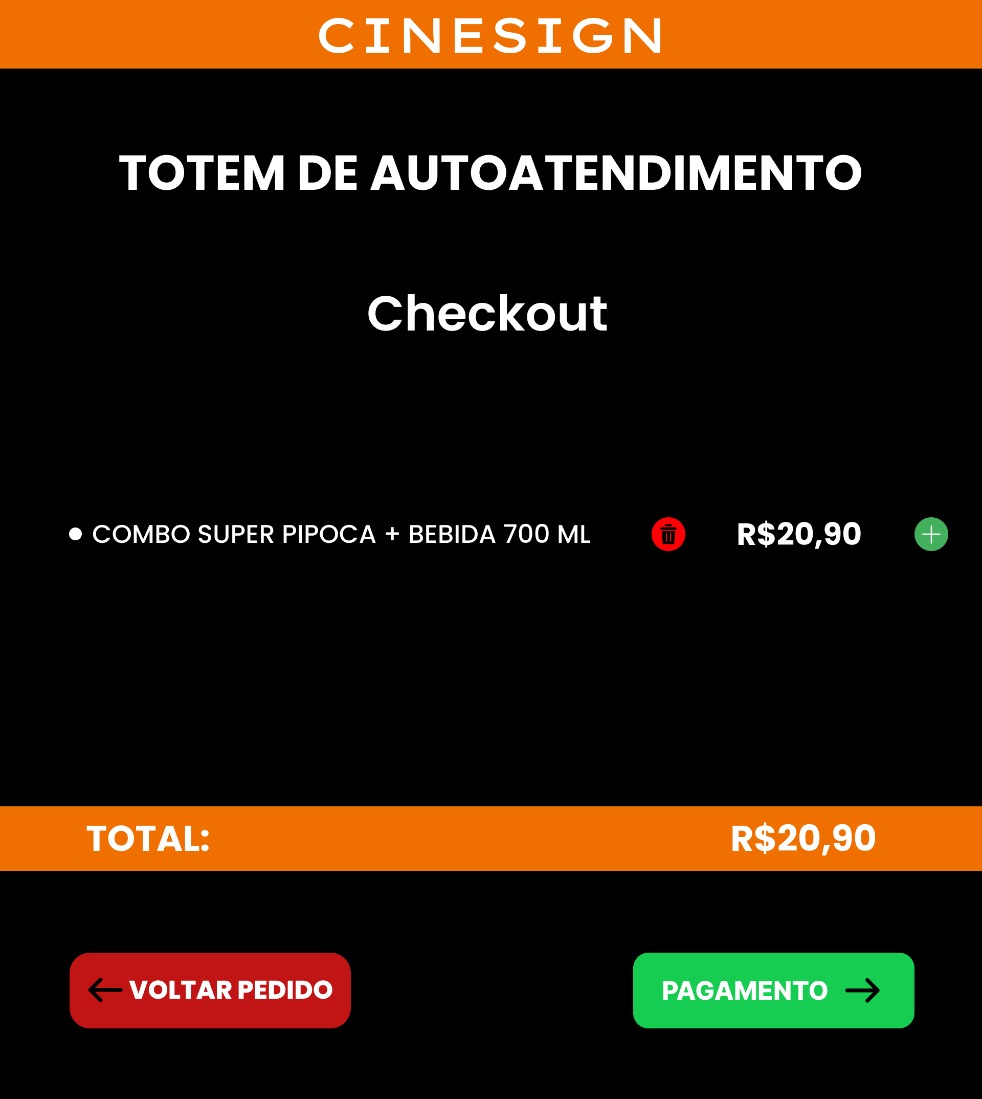 CINESIGN
TOTEM DE AUTOATENDIMENTO
Checkout
COMBO SUPER PIPOCA + BEBIDA 700 ML R$20,90
TOTAL: R$20,90
VOLTAR PEDIDO PAGAMENTO